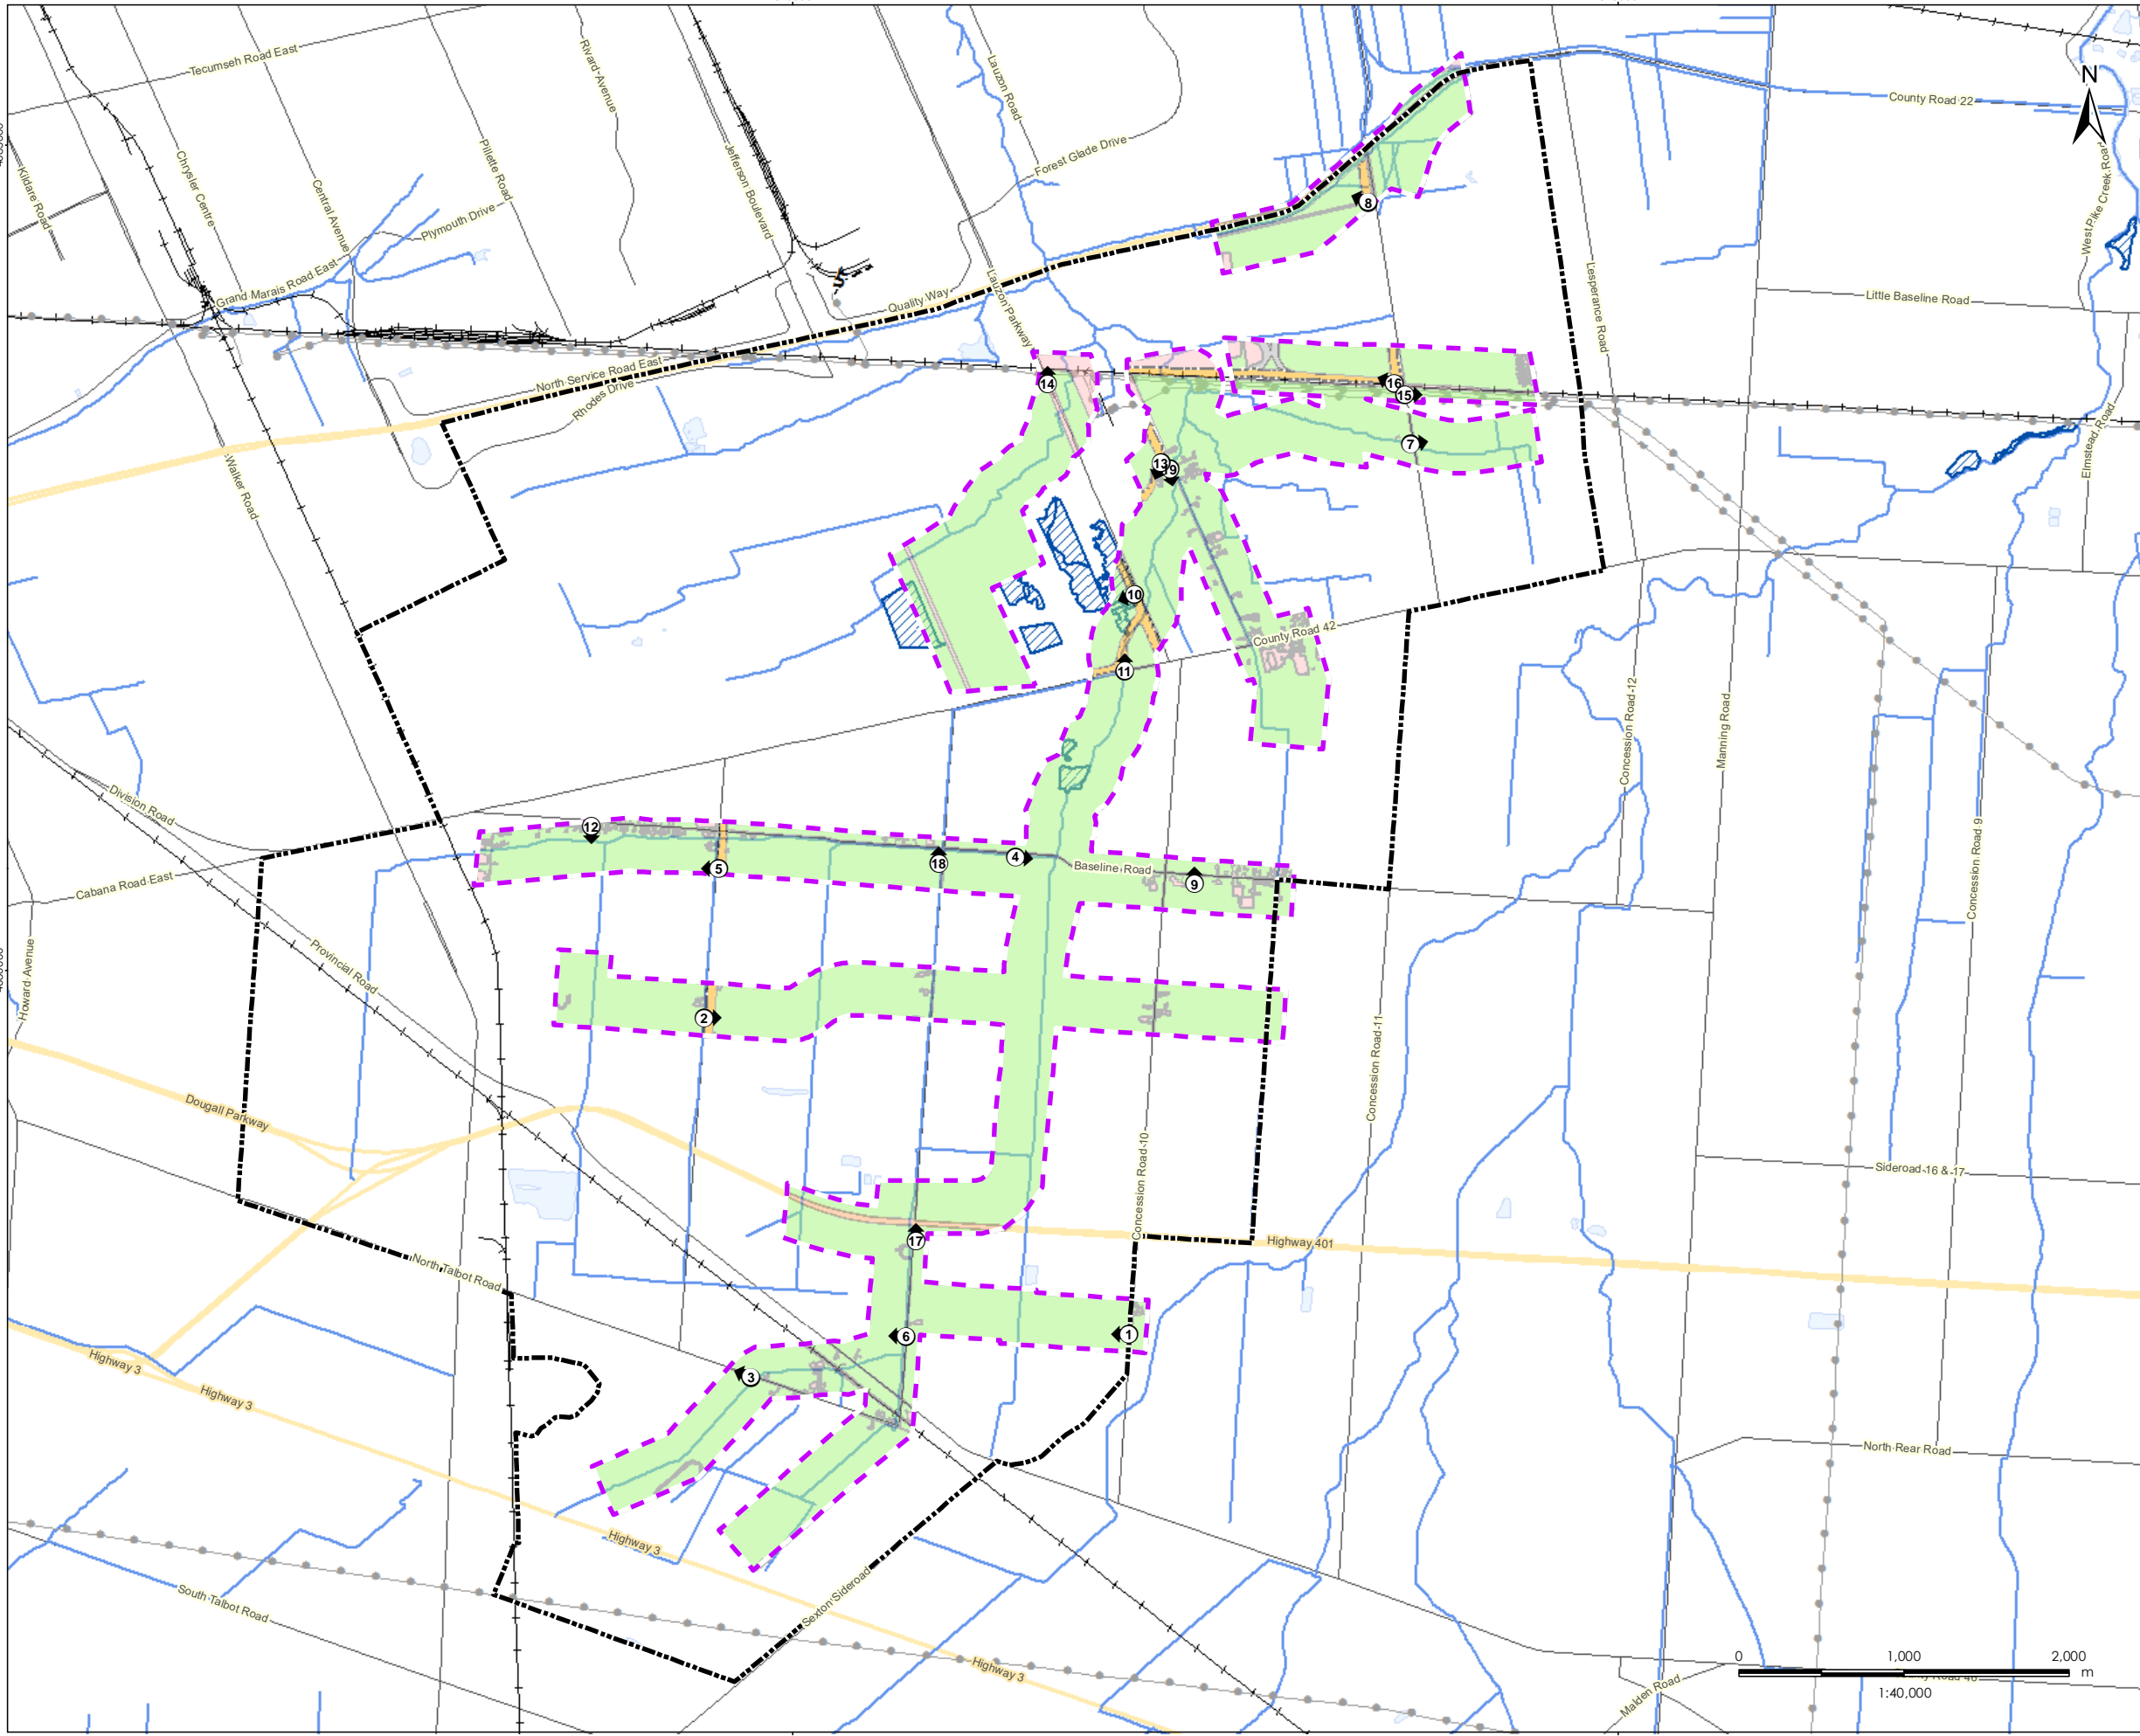 Tecumseh Road East
Rivard Avenue
Lauzon Road
County Road 22
N
Kildare Road
Chrysler Centre
Central Avenue
Pillette Road
Jefferson Boulevard
Forest Glade Drive
West Pike Creek Road
Plymouth Drive
8
Grand Marais Road East
Quality Way
Lauzon Parkway
Lesperance Road
Little Baseline Road
North Service Road East
Rhodes Drive
14
16
15
7
13
19
Elmstead Road
Walker Road
10
County Road 42
11
Concession Road 12
Manning Road
Division Road
12
5
18
4
Baseline Road
9
Concession Road 9
Cabana Road East
Howard Avenue
Provincial Road
2
Concession Road 11
Dougall Parkway
Concession Road 10
Sideroad 16 & 17
17
Highway 401
North Talbot Road
6
1
3
Highway 3
Highway 3
North Rear Road
Highway 3
South Talbot Road
Sexton Sideroad
Highway 3
Malden Road
0 1,000 2,000
m
1:40,000